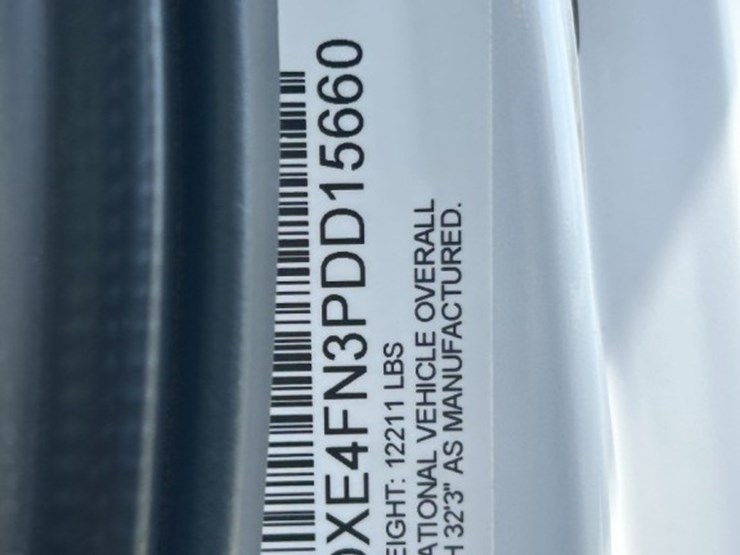 XE4FN3PDD15660
EIGHT: 12211 LBS
ATIONAL VEHICLE OVERALL
H 32'3" AS MANUFACTURED.